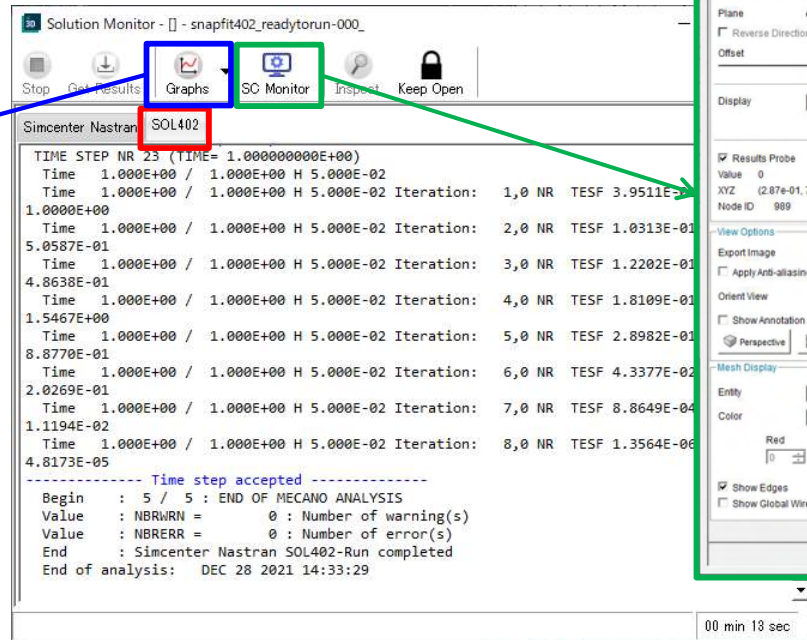 Solution Monitor - [] - snapfit402_readytorun-000_
Stop Get Results Graphs SC Monitor Inspect Keep Open
Simcenter Nastran SOL402
TIME STEP NR 23 (TIME= 1.000000000E+00)
Time 1.000E+00 / 1.000E+00 H 5.000E-02
Time 1.000E+00 / 1.000E+00 H 5.000E-02 Iteration: 1,0 NR TESF 3.9511E-
1.0000E+00
Time 1.000E+00 / 1.000E+00 H 5.000E-02 Iteration: 2,0 NR TESF 1.0313E-01
5.0587E-01
Time 1.000E+00 / 1.000E+00 H 5.000E-02 Iteration: 3,0 NR TESF 1.2202E-01
4.8638E-01
Time 1.000E+00 / 1.000E+00 H 5.000E-02 Iteration: 4,0 NR TESF 1.8109E-01
1.5467E+00
Time 1.000E+00 / 1.000E+00 H 5.000E-02 Iteration: 5,0 NR TESF 2.8982E-01
8.8770E-01
Time 1.000E+00 / 1.000E+00 H 5.000E-02 Iteration: 6,0 NR TESF 4.3377E-02
2.0269E-01
Time 1.000E+00 / 1.000E+00 H 5.000E-02 Iteration: 7,0 NR TESF 8.8649E-04
1.1194E-02
Time 1.000E+00 / 1.000E+00 H 5.000E-02 Iteration: 8,0 NR TESF 1.3564E-06
4.8173E-05
-------------- Time step accepted --------------
Begin : 5 / 5 : END OF MECANO ANALYSIS
Value : NBRWRN = 0 : Number of warning(s)
Value : NBRERR = 0 : Number of error(s)
End : Simcenter Nastran SOL402-Run completed
End of analysis: DEC 28 2021 14:33:29
00 min 13 sec
Plane
Reverse Direction
Offset
Display
Results Probe
Value 0
XYZ (2.87e-01,
Node ID 989
View Options
Export Image
Apply Anti-aliasing
Orient View
Show Annotation
Perspective
Mesh Display
Entity
Color
Red
0
Show Edges
Show Global Wire